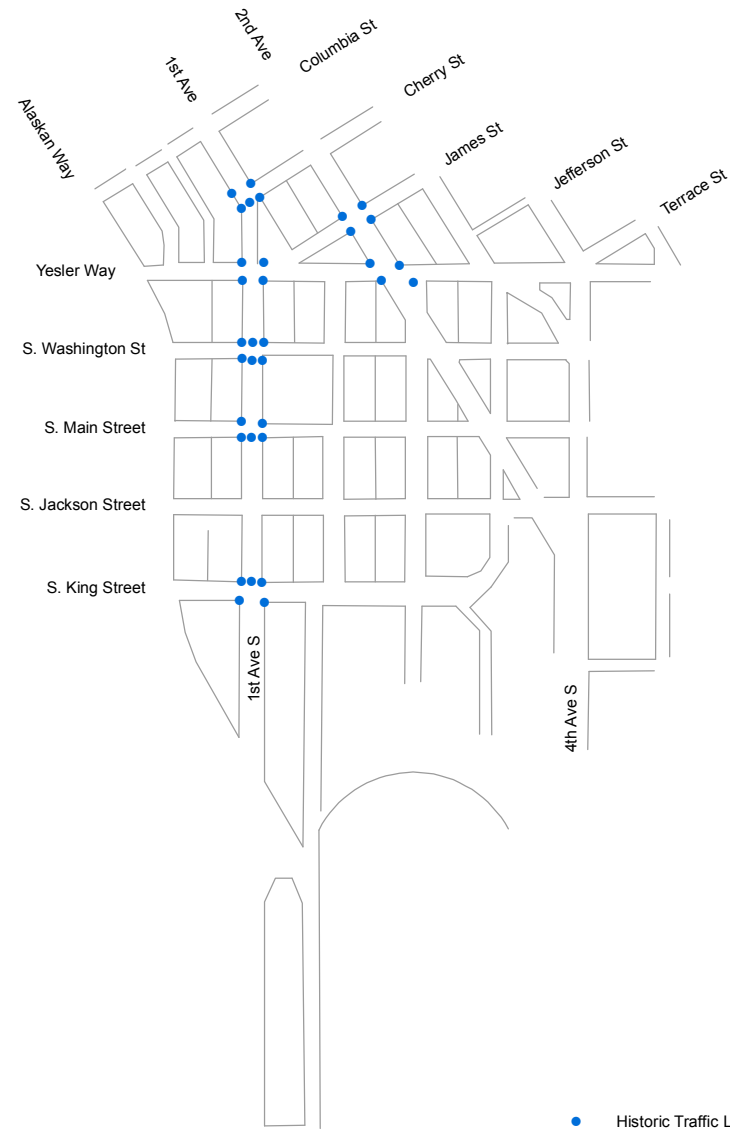 2nd Ave
Columbia St
1st Ave
Cherry St
Alaskan Way
James St
Jefferson St
Terrace St
Yesler Way
S. Washington St
S. Main Street
S. Jackson Street
S. King Street
1st Ave S
4th Ave S
Historic Traffic L